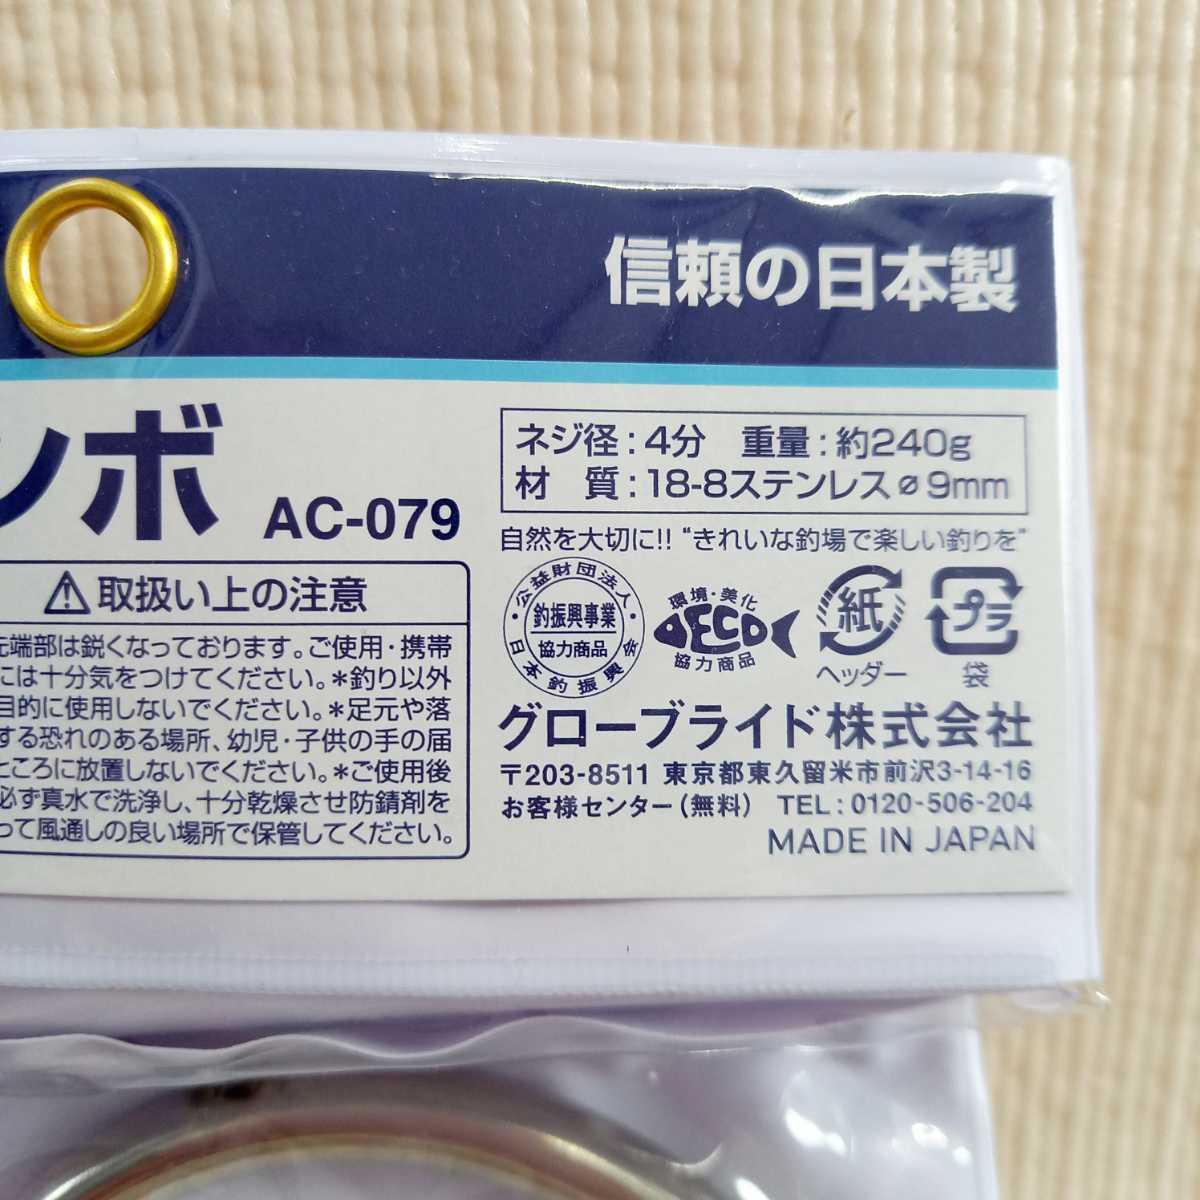 信頼の日本製
ンボ AC-079
ネジ径：4分　重量：約240g
材　質：18-8ステンレスø9mm
自然を大切に!! “きれいな釣場で楽しい釣りを”
⚠取扱い上の注意
元端部は鋭くなっております。ご使用・携帯
には十分気をつけてください。*釣り以外
目的に使用しないでください。*足元や落
する恐れのある場所、幼児・子供の手の届
ところに放置しないでください。*ご使用後
必ず真水で洗浄し、十分乾燥させ防錆剤を
って風通しの良い場所で保管してください。
・公益財団法人・
釣振興事業
協力商品
日本釣振興会
環境・美化
ECO
協力商品
紙
ヘッダー
プラ
袋
グローブライド株式会社
〒203-8511 東京都東久留米市前沢3-14-16
お客様センター(無料)　TEL：0120-506-204
MADE IN JAPAN